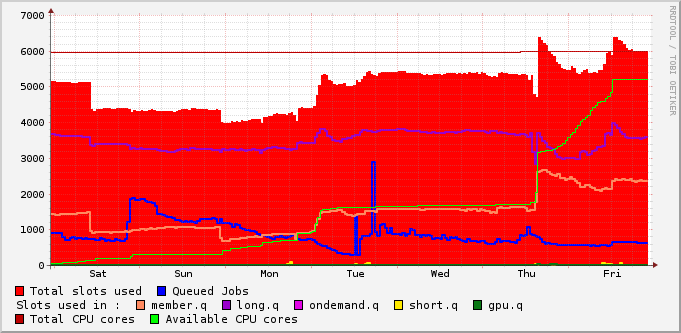 7000
6000
5000
4000
3000
2000
1000
0
Sat Sun Mon Tue Wed Thu Fri
Total slots used Queued Jobs
Slots used in : member.q long.q ondemand.q short.q gpu.q
Total CPU cores Available CPU cores
RRDTOOL / TOBI OETIKER